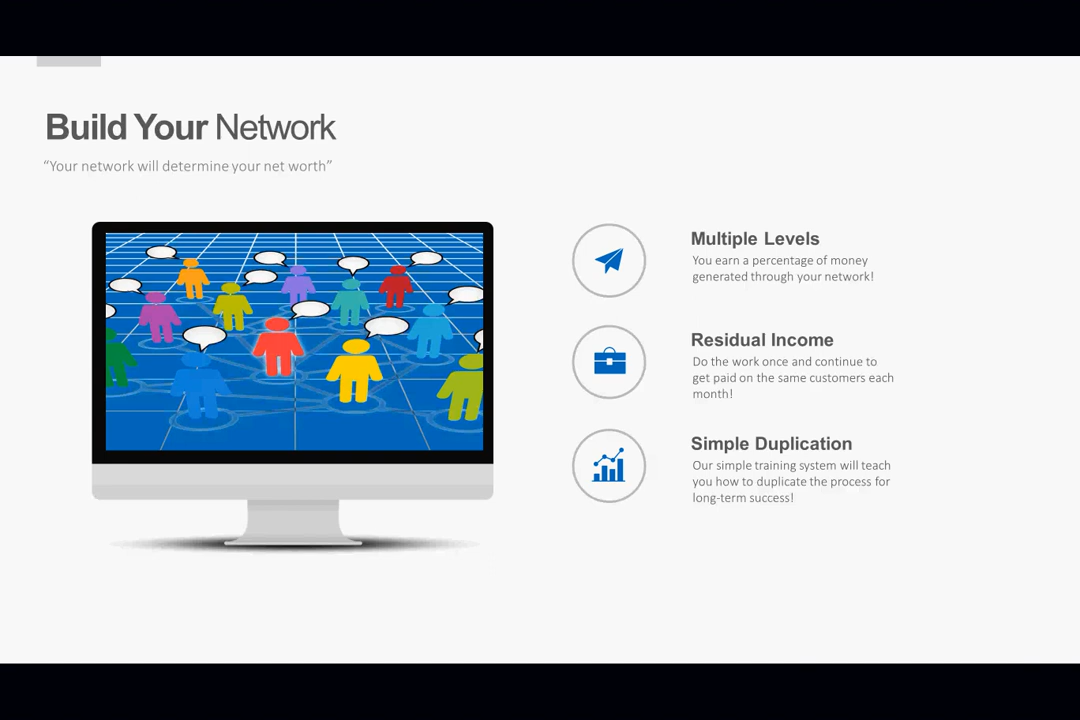 Build Your Network
“Your network will determine your net worth”
Multiple Levels
You earn a percentage of money
generated through your network!
Residual Income
Do the work once and continue to
get paid on the same customers each
month!
Simple Duplication
Our simple training system will teach
you how to duplicate the process for
long-term success!